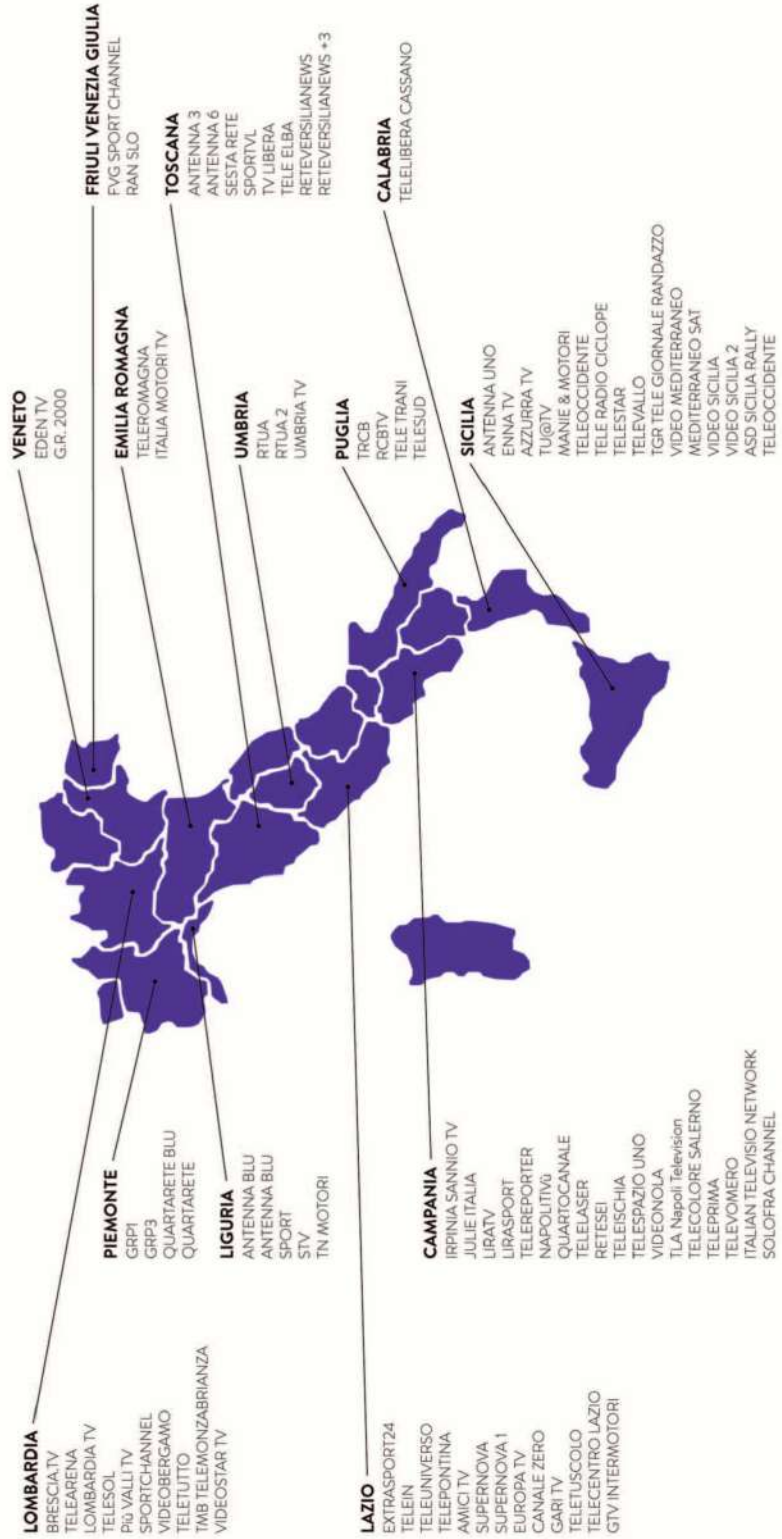 LOMBARDIA
BRESCIA.TV
TELEARENA
LOMBARDIA TV
TELESOL
Più VALLI TV
SPORTCHANNEL
VIDEOBERGAMO
TELETUTTO
TMB TELEMONZABRIANZA
VIDEOSTAR TV
PIEMONTE
GRP1
GRP3
QUARTARETE BLU
QUARTARETE
LIGURIA
ANTENNA BLU
ANTENNA BLU
SPORT
STV
TN MOTORI
VENETO
EDEN TV
G.R. 2000
FRIULI VENEZIA GIULIA
FVG SPORT CHANNEL
RAN SLO
EMILIA ROMAGNA
TELEROMAGNA
ITALIA MOTORI TV
TOSCANA
ANTENNA 3
ANTENNA 6
SESTA RETE
SPORTVL
TV LIBERA
TELE ELBA
RETEVERSILIANEWS
RETEVERSILIANEWS +3
UMBRIA
RTUA
RTUA 2
UMBRIA TV
LAZIO
EXTRASPORT24
TELEIN
TELEUNIVERSO
TELEPONTINA
AMICI TV
SUPERNOVA
SUPERNOVA 1
EUROPA TV
CANALE ZERO
GARI TV
TELETUSCOLO
TELECENTRO LAZIO
GTV INTERMOTORI
CAMPANIA
IRPINIA SANNIO TV
JULIE ITALIA
LIRATV
LIRASPORT
TELEREPORTER
NAPOLITIVù
QUARTOCANALE
TELELASER
RETESEI
TELEISCHIA
TELESPAZIO UNO
VIDEONOLA
TLA Napoli Television
TELECOLORE SALERNO
TELEPRIMA
TELEVOMERO
ITALIAN TELEVISIO NETWORK
SOLOFRA CHANNEL
PUGLIA
TRCB
RCBTV
TELE TRANI
TELESUD
CALABRIA
TELELIBERA CASSANO
SICILIA
ANTENNA UNO
ENNA TV
AZZURRA TV
TU@TV
MANIE & MOTORI
TELEOCCIDENTE
TELE RADIO CICLOPE
TELESTAR
TELEVALLO
TGR TELE GIORNALE RANDAZZO
VIDEO MEDITERRANEO
MEDITERRANEO SAT
VIDEO SICILIA
VIDEO SICILIA 2
ASD SICILIA RALLY
TELEOCCIDENTE